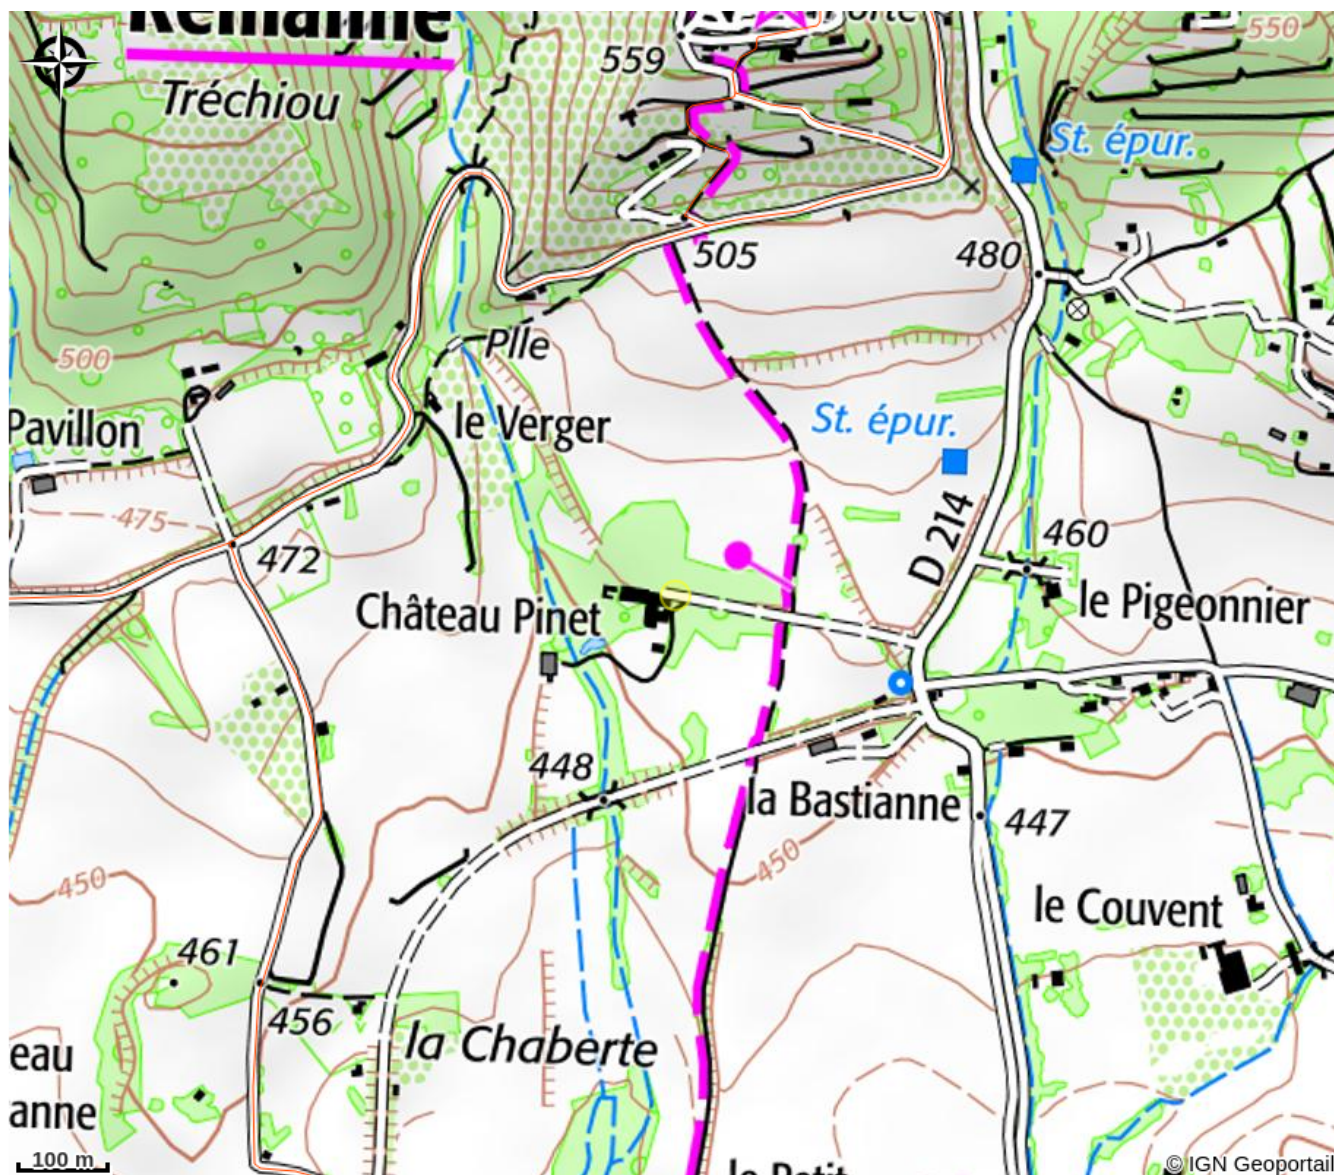 Tréchiou
559
550
St. épur.
505
480
500
Plle
Pavillon
le Verger
St. épur.
475
472
D 214
460
Château Pinet
le Pigeonnier
448
la Bastianne
447
450
450
le Couvent
461
456
la Chaberte
eau
anne
100 m
© IGN Geoportail